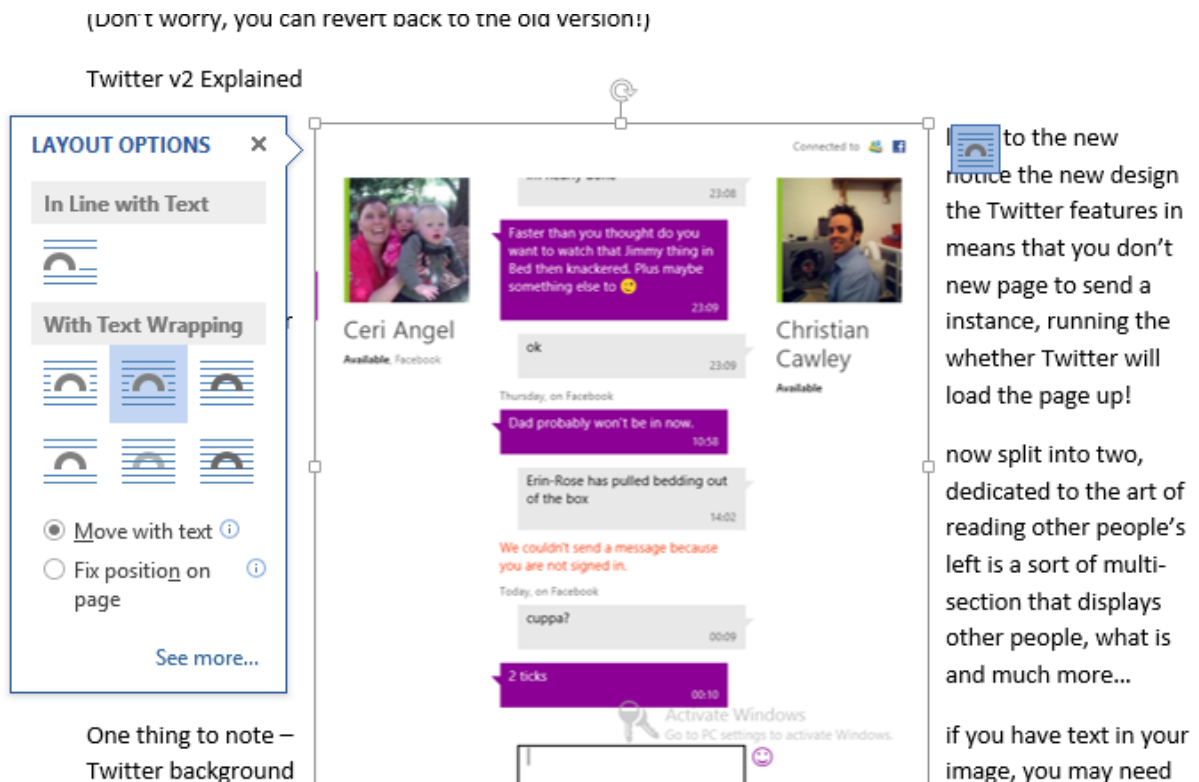 (Don't worry, you can revert back to the old version!)
Twitter v2 Explained
LAYOUT OPTIONS
In Line with Text
With Text Wrapping
Move with text
Fix position on
page
See more...
One thing to note –
Twitter background
Connected to
Ceri Angel
Available, Facebook
23:08
Faster than you thought do you
want to watch that Jimmy thing in
Bed then knackered. Plus maybe
something else to
23:09
ok
23:09
Thursday, on Facebook
Dad probably won't be in now.
10:58
Erin-Rose has pulled bedding out
of the box
14:02
We couldn't send a message because
you are not signed in.
Today, on Facebook
cuppa?
00:09
2 ticks
00:10
Activate Windows
Go to PC settings to activate Windows.
Christian
Cawley
Available
to the new
notice the new design
the Twitter features in
means that you don't
new page to send a
instance, running the
whether Twitter will
load the page up!
now split into two,
dedicated to the art of
reading other people's
left is a sort of multi-
section that displays
other people, what is
and much more...
if you have text in your
image, you may need